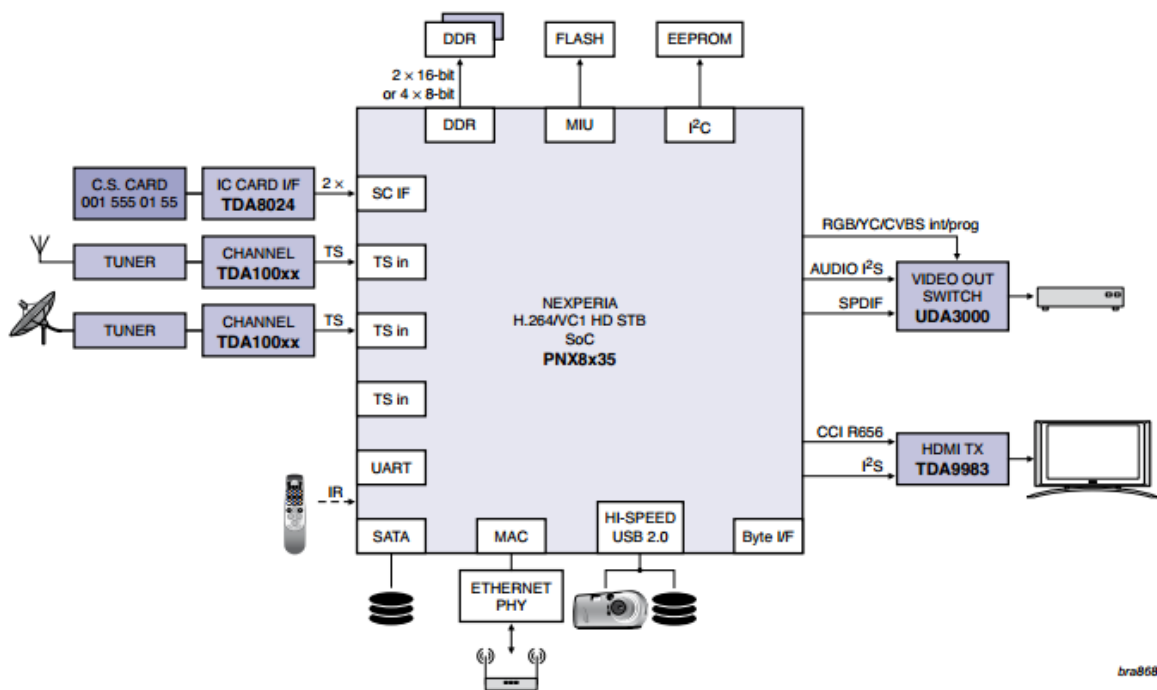 DDR
FLASH
EEPROM
2 × 16-bit
or 4 × 8-bit
DDR
MIU
I²C
C.S. CARD
001 555 01 55
IC CARD I/F
TDA8024
2 ×
SC IF
TUNER
CHANNEL
TDA100xx
TS
TS in
TUNER
CHANNEL
TDA100xx
TS
TS in
TS in
UART
IR
NEXPERIA
H.264/VC1 HD STB
SoC
PNX8x35
RGB/YC/CVBS int/prog
AUDIO I²S
SPDIF
VIDEO OUT
SWITCH
UDA3000
CCI R656
I²S
HDMI TX
TDA9983
SATA
MAC
HI-SPEED
USB 2.0
Byte I/F
ETHERNET
PHY
bra868